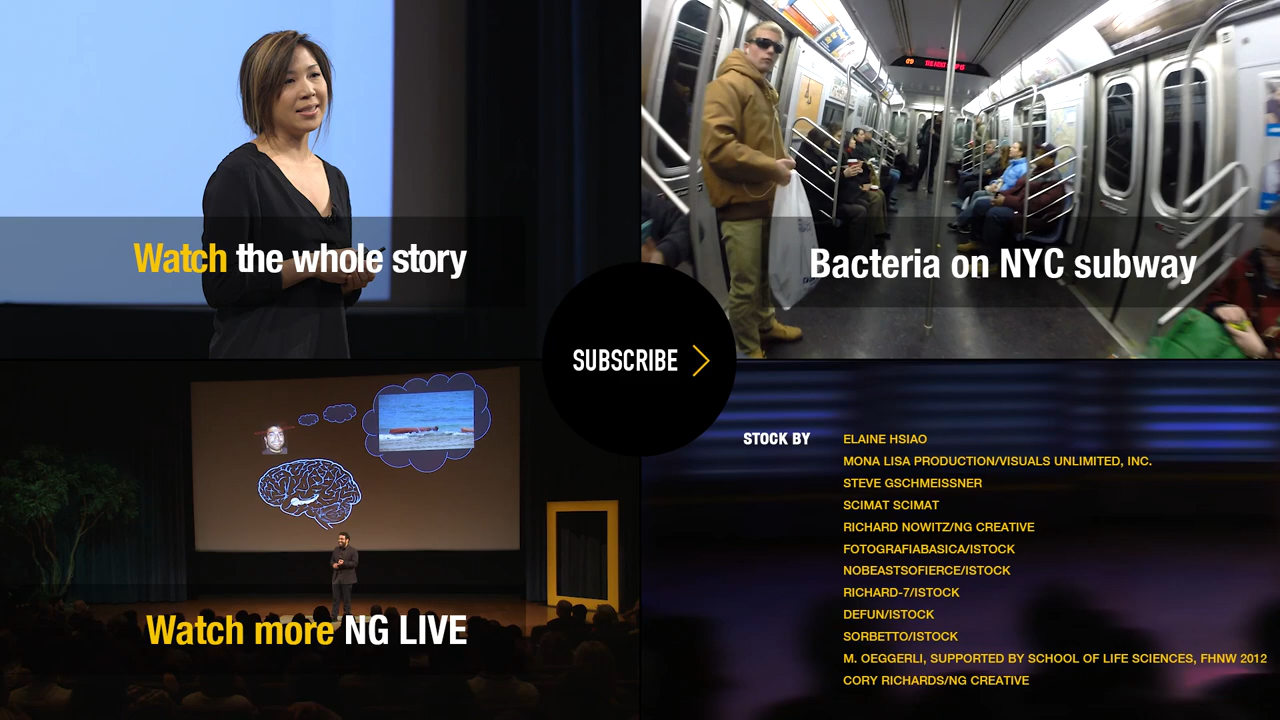 Watch the whole story
Bacteria on NYC subway
SUBSCRIBE
Watch more NG LIVE
STOCK BY
ELAINE HSIAO
MONA LISA PRODUCTION/VISUALS UNLIMITED, INC.
STEVE GSCHMEISSNER
SCIMAT SCIMAT
RICHARD NOWITZ/NG CREATIVE
FOTOGRAFIABASICA/ISTOCK
NOBEASTSOFIERCE/ISTOCK
RICHARD-7/ISTOCK
DEFUN/ISTOCK
SORBETTO/ISTOCK
M. OEGGERLI, SUPPORTED BY SCHOOL OF LIFE SCIENCES, FHNW 2012
CORY RICHARDS/NG CREATIVE